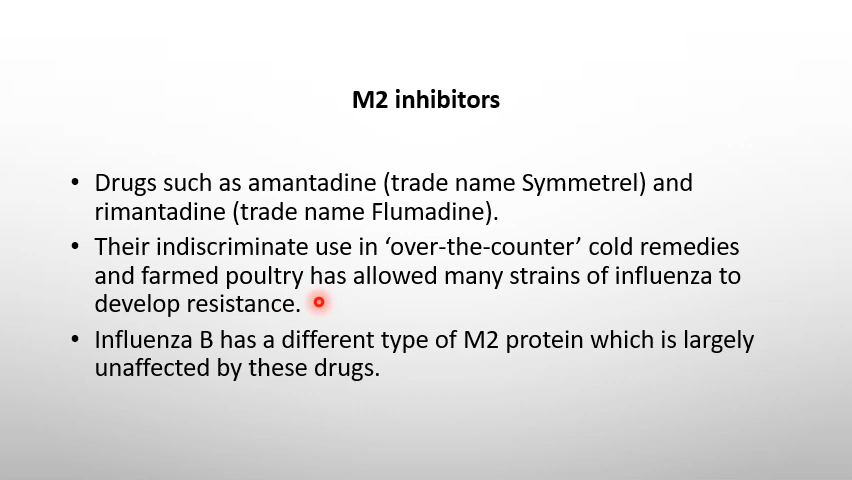 M2 inhibitors
• Drugs such as amantadine (trade name Symmetrel) and
rimantadine (trade name Flumadine).
• Their indiscriminate use in ‘over-the-counter’ cold remedies
and farmed poultry has allowed many strains of influenza to
develop resistance.
• Influenza B has a different type of M2 protein which is largely
unaffected by these drugs.